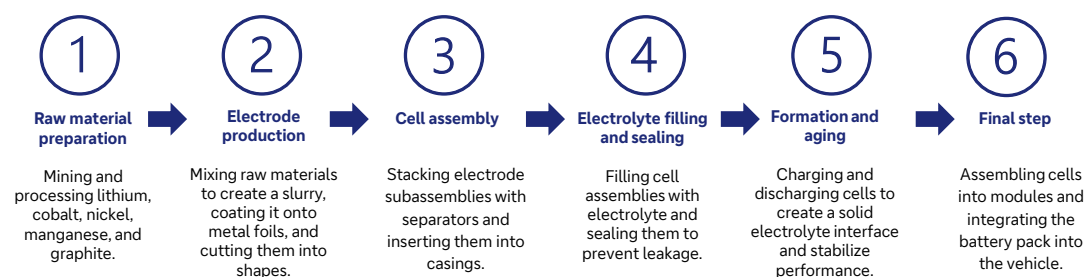 1
Raw material
preparation
Mining and
processing lithium,
cobalt, nickel,
manganese, and
graphite.
2
Electrode
production
Mixing raw materials
to create a slurry,
coating it onto
metal foils, and
cutting them into
shapes.
3
Cell assembly
Stacking electrode
subassemblies with
separators and
inserting them into
casings.
4
Electrolyte filling
and sealing
Filling cell
assemblies with
electrolyte and
sealing them to
prevent leakage.
5
Formation and
aging
Charging and
discharging cells to
create a solid
electrolyte interface
and stabilize
performance.
6
Final step
Assembling cells
into modules and
integrating the
battery pack into
the vehicle.